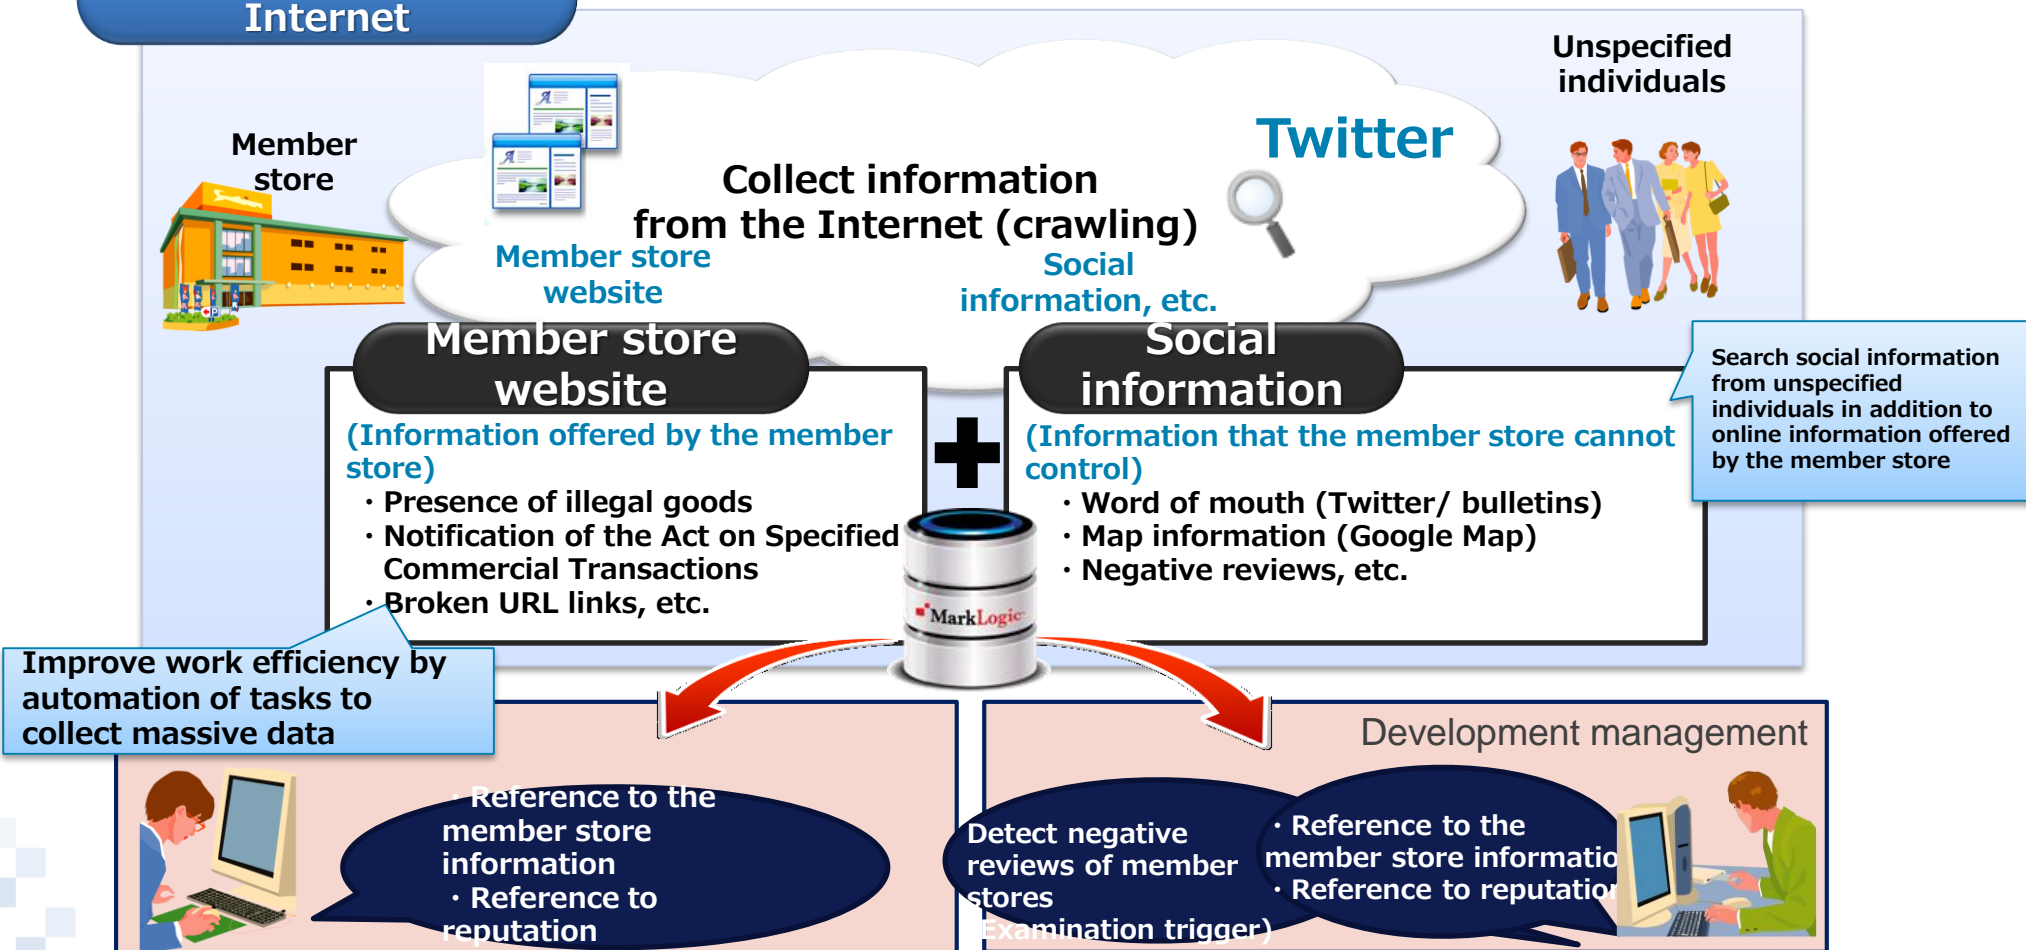 Internet
Unspecified
individuals
Member
store
Twitter
Collect information
from the Internet (crawling)
Member store
website
Social
information, etc.
Member store
website
Social
information
Search social information
from unspecified
individuals in addition to
online information offered
by the member store
(Information offered by the member
store)
・Presence of illegal goods
・Notification of the Act on Specified
Commercial Transactions
・Broken URL links, etc.
(Information that the member store cannot
control)
・Word of mouth (Twitter/ bulletins)
・Map information (Google Map)
・Negative reviews, etc.
MarkLogic
Improve work efficiency by
automation of tasks to
collect massive data
Development management
・Reference to the
member store
information
・Reference to
reputation
Detect negative
reviews of member
stores
Examination trigger)
・Reference to the
member store informatio
・Reference to reputation